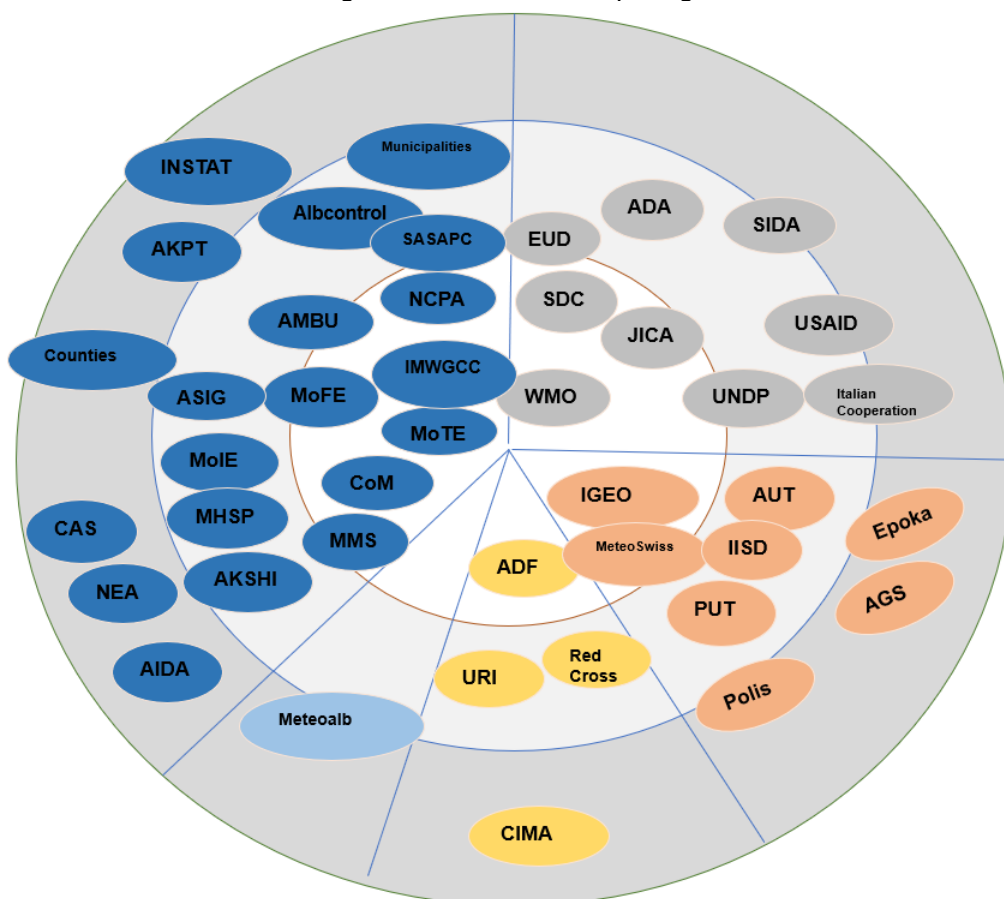 Municipalities
INSTAT
Albcontrol
ADA
SIDA
AKPT
SASAPC
EUD
NCPA
SDC
AMBU
JICA
USAID
Counties
IMWGCC
ASIG
MoFE
WMO
UNDP
Italian
Cooperation
MoTE
MoIE
CoM
IGEO
AUT
Epoka
MHSP
CAS
MMS
MeteoSwiss
IISD
ADF
AKSHI
NEA
AGS
PUT
AIDA
URI
Red
Cross
Polis
Meteoalb
CIMA